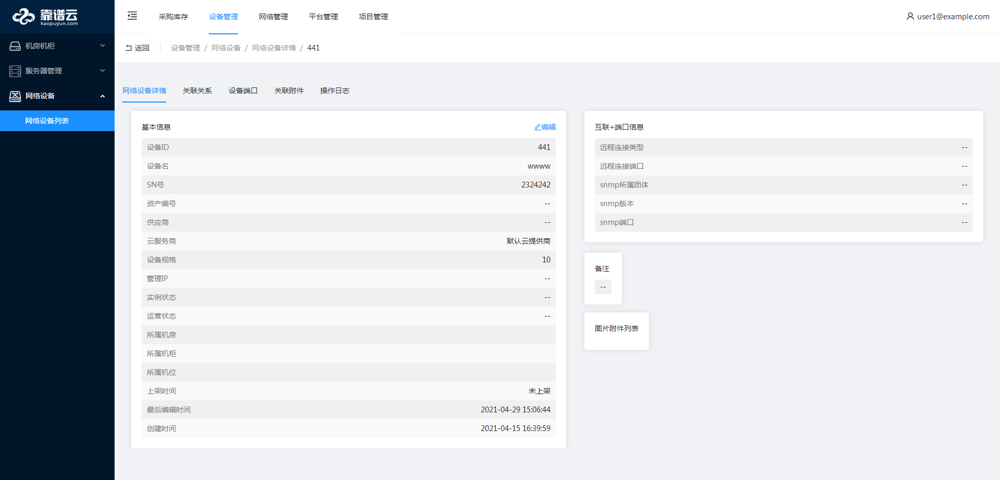 靠谱云
kaopuyun.com
采购库存
设备管理
网络管理
平台管理
项目管理
user1@example.com
返回
设备管理 / 网络设备 / 网络设备详情 / 441
机房机柜
服务器管理
网络设备
网络设备列表
网络设备详情
关联关系
设备端口
关联附件
操作日志
基本信息
编辑
设备ID 441
设备名 wwww
SN号 2324242
资产编号 --
供应商 --
云服务商 默认云提供商
设备规格 10
管理IP --
实例状态 --
运营状态 --
所属机房
所属机柜
所属机位
上架时间 未上架
最后编辑时间 2021-04-29 15:06:44
创建时间 2021-04-15 16:39:59
互联+端口信息
远程连接类型 --
远程连接端口 --
snmp所属团体 --
snmp版本 --
snmp端口 --
备注
--
图片附件列表